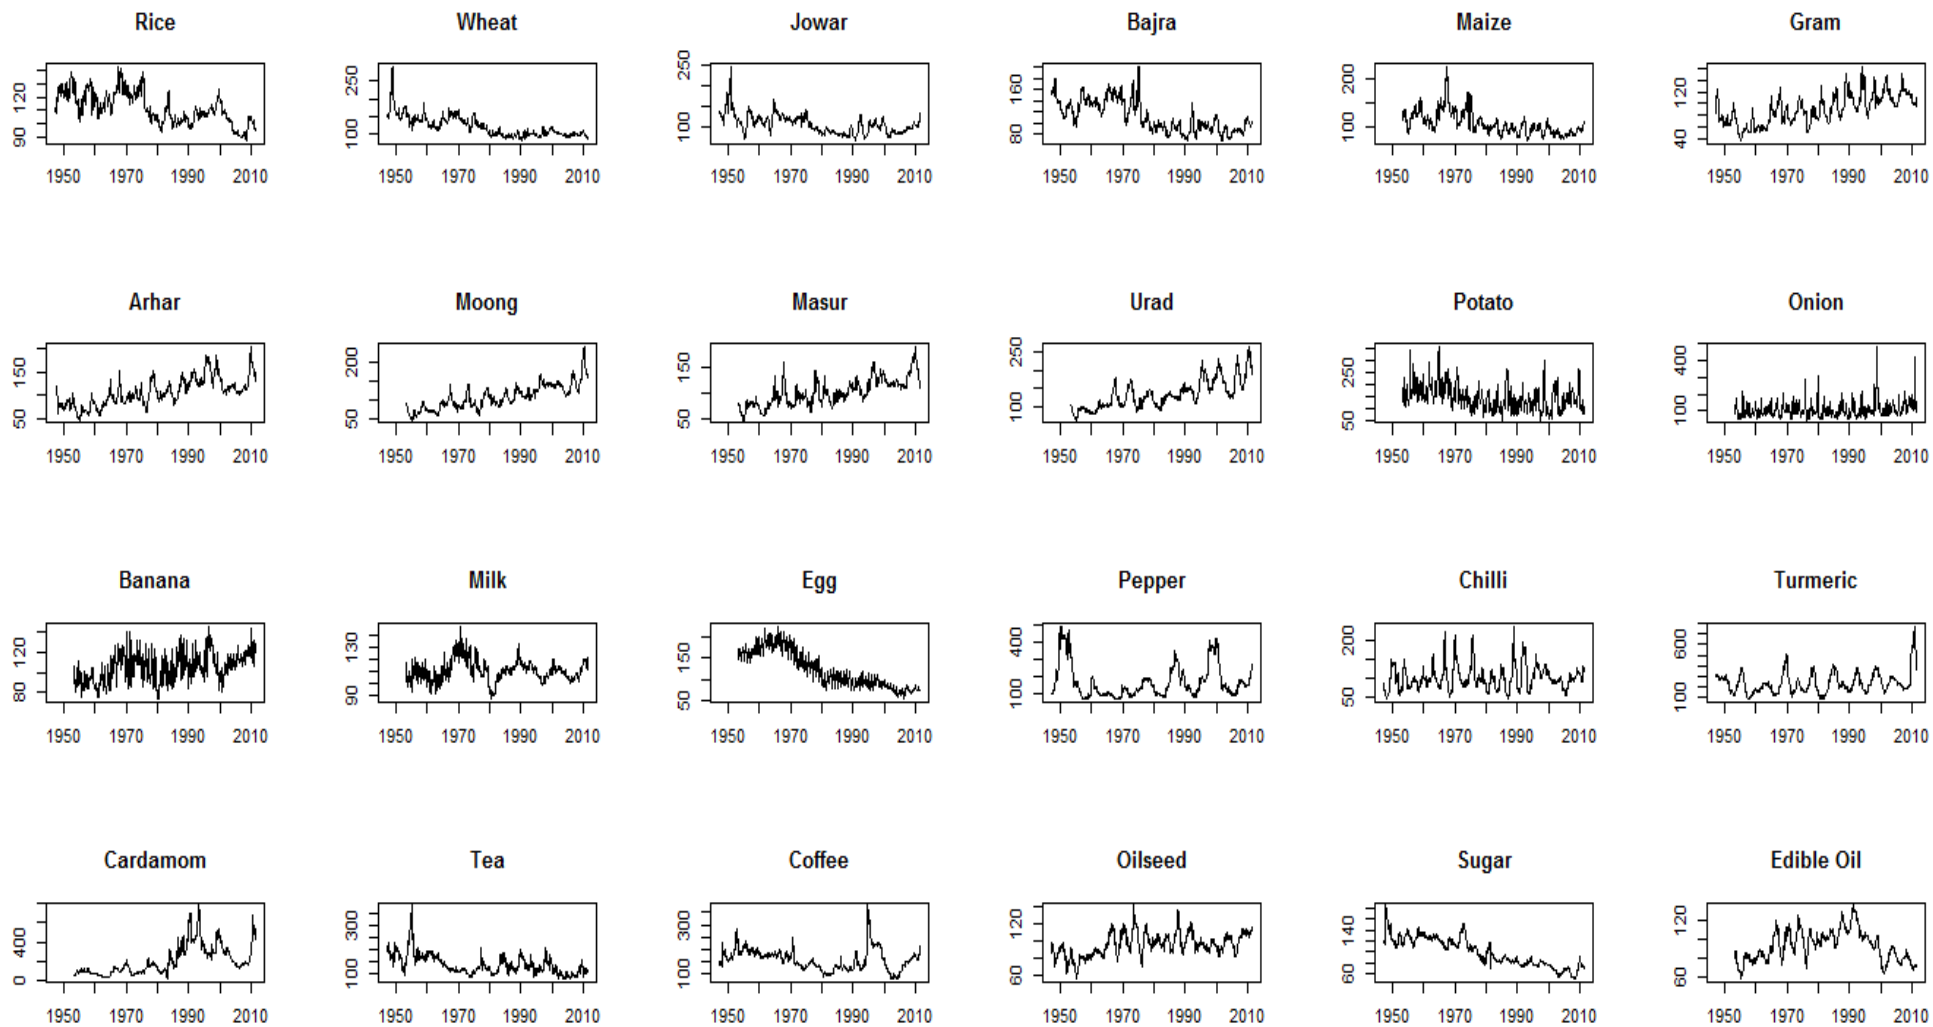 Rice Wheat Jowar Bajra Maize Gram
90 120 100 250 100 250 80 160 100 200 40 120
1950 1970 1990 2010 1950 1970 1990 2010 1950 1970 1990 2010 1950 1970 1990 2010 1950 1970 1990 2010 1950 1970 1990 2010
Arhar Moong Masur Urad Potato Onion
50 150 50 200 50 150 100 250 50 250 100 400
1950 1970 1990 2010 1950 1970 1990 2010 1950 1970 1990 2010 1950 1970 1990 2010 1950 1970 1990 2010 1950 1970 1990 2010
Banana Milk Egg Pepper Chilli Turmeric
80 120 90 130 50 150 100 400 50 200 100 600
1950 1970 1990 2010 1950 1970 1990 2010 1950 1970 1990 2010 1950 1970 1990 2010 1950 1970 1990 2010 1950 1970 1990 2010
Cardamom Tea Coffee Oilseed Sugar Edible Oil
0 400 100 300 100 300 60 120 60 140 60 120
1950 1970 1990 2010 1950 1970 1990 2010 1950 1970 1990 2010 1950 1970 1990 2010 1950 1970 1990 2010 1950 1970 1990 2010